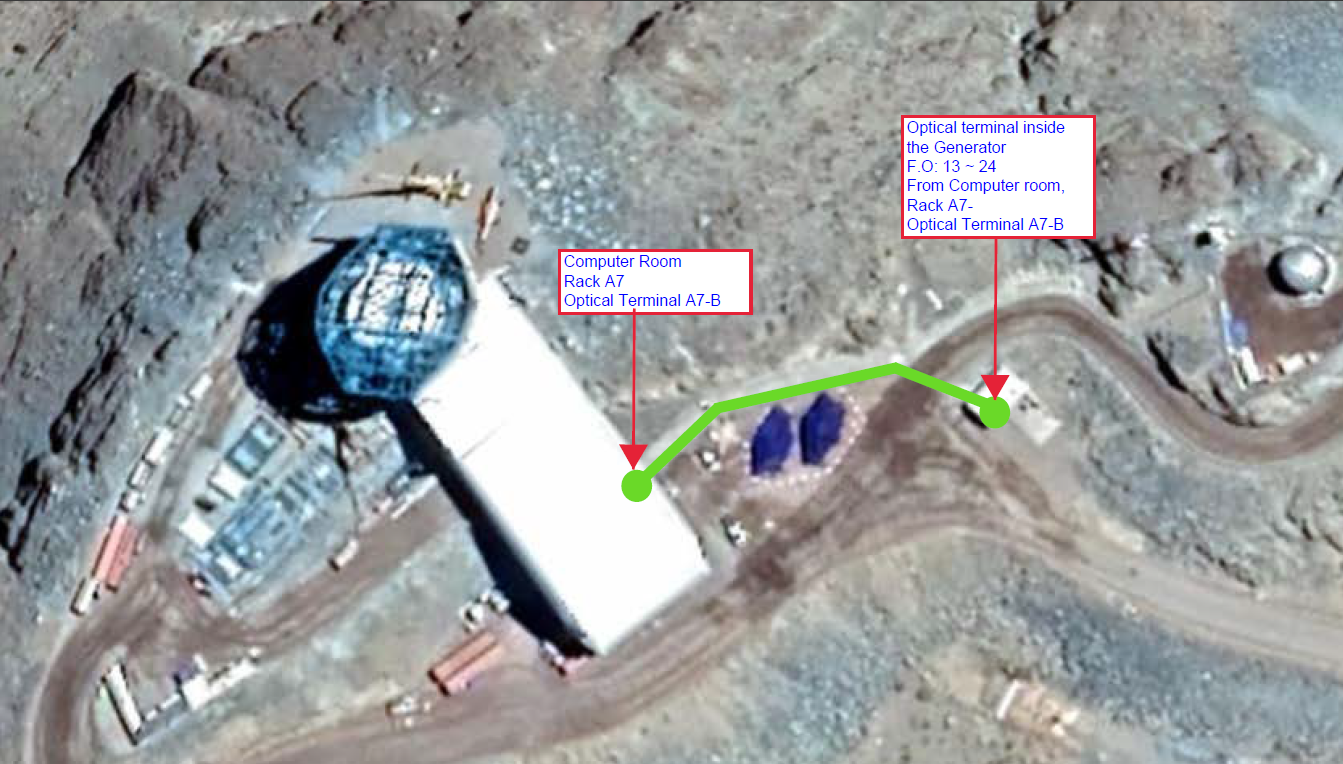 Optical terminal inside
the Generator
F.O: 13 ~ 24
From Computer room,
Rack A7-
Optical Terminal A7-B
Computer Room
Rack A7
Optical Terminal A7-B